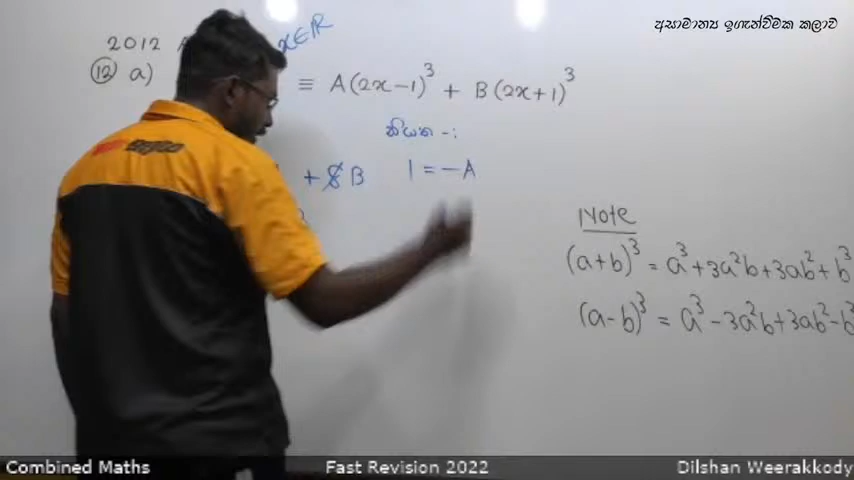 අසාමාන්‍ය ඉගැන්වීමක කලාව
2012 A
x∈ℝ
⑫ a)
≡ A(2x-1)³ + B(2x+1)³
නියත -:
+ 8B
1 = -A
Note
(a+b)³ = a³+3a²b+3ab²+b³
(a-b)³ = a³-3a²b+3ab²-b³
Combined Maths
Fast Revision 2022
Dilshan Weerakkody